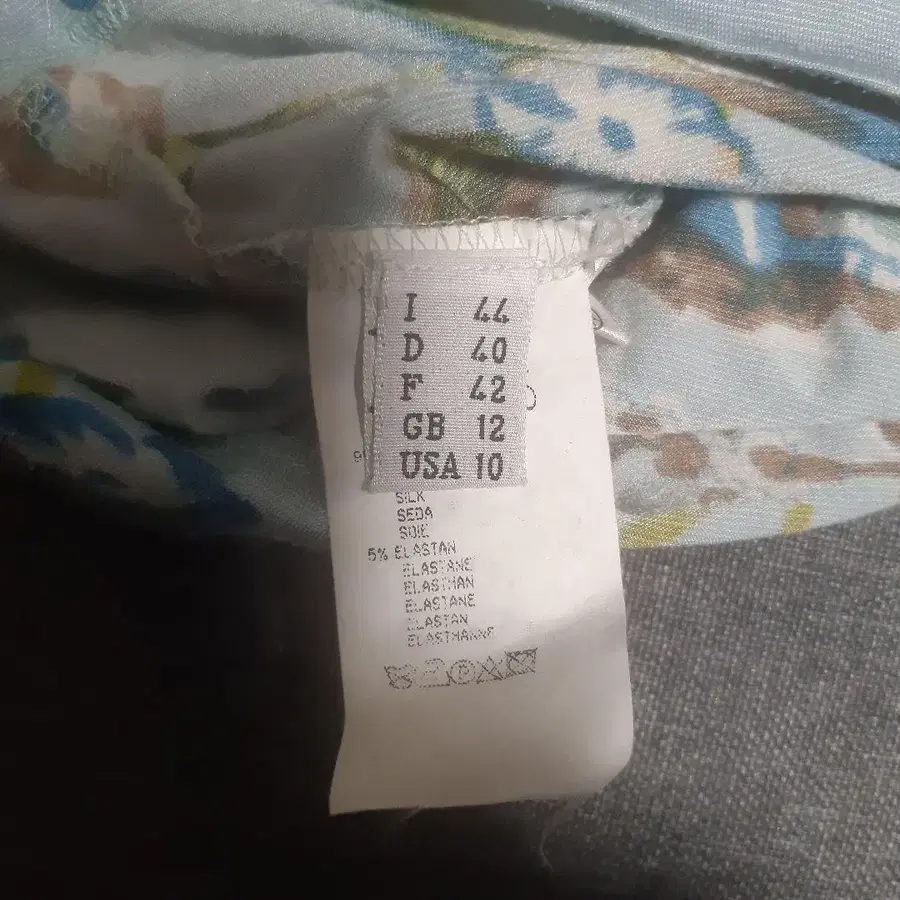 I 44
D 40
F 42
GB 12
USA 10
SILK
SEDA
SOIE
5% ELASTAN
ELASTANE
ELASTHAN
ELASTANE
ELASTAN
ELASTHANNE